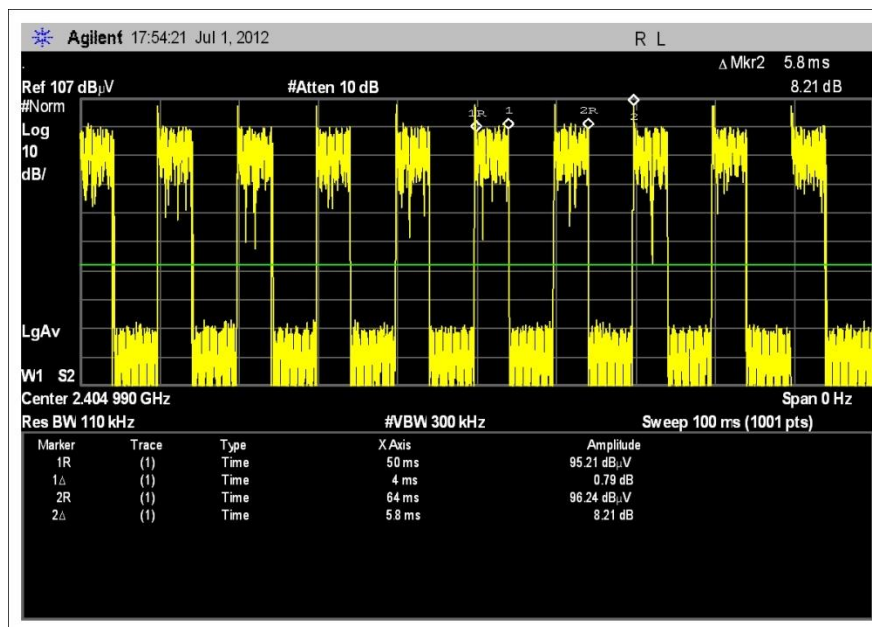 Agilent 17:54:21 Jul 1, 2012 R L
Δ Mkr2 5.8 ms
Ref 107 dBμV #Atten 10 dB 8.21 dB
#Norm
Log
10
dB/
1R 1 2R 2
LgAv
W1 S2
Center 2.404 990 GHz Span 0 Hz
Res BW 110 kHz #VBW 300 kHz Sweep 100 ms (1001 pts)
Marker Trace Type X Axis Amplitude
1R (1) Time 50 ms 95.21 dBμV
1Δ (1) Time 4 ms 0.79 dB
2R (1) Time 64 ms 96.24 dBμV
2Δ (1) Time 5.8 ms 8.21 dB